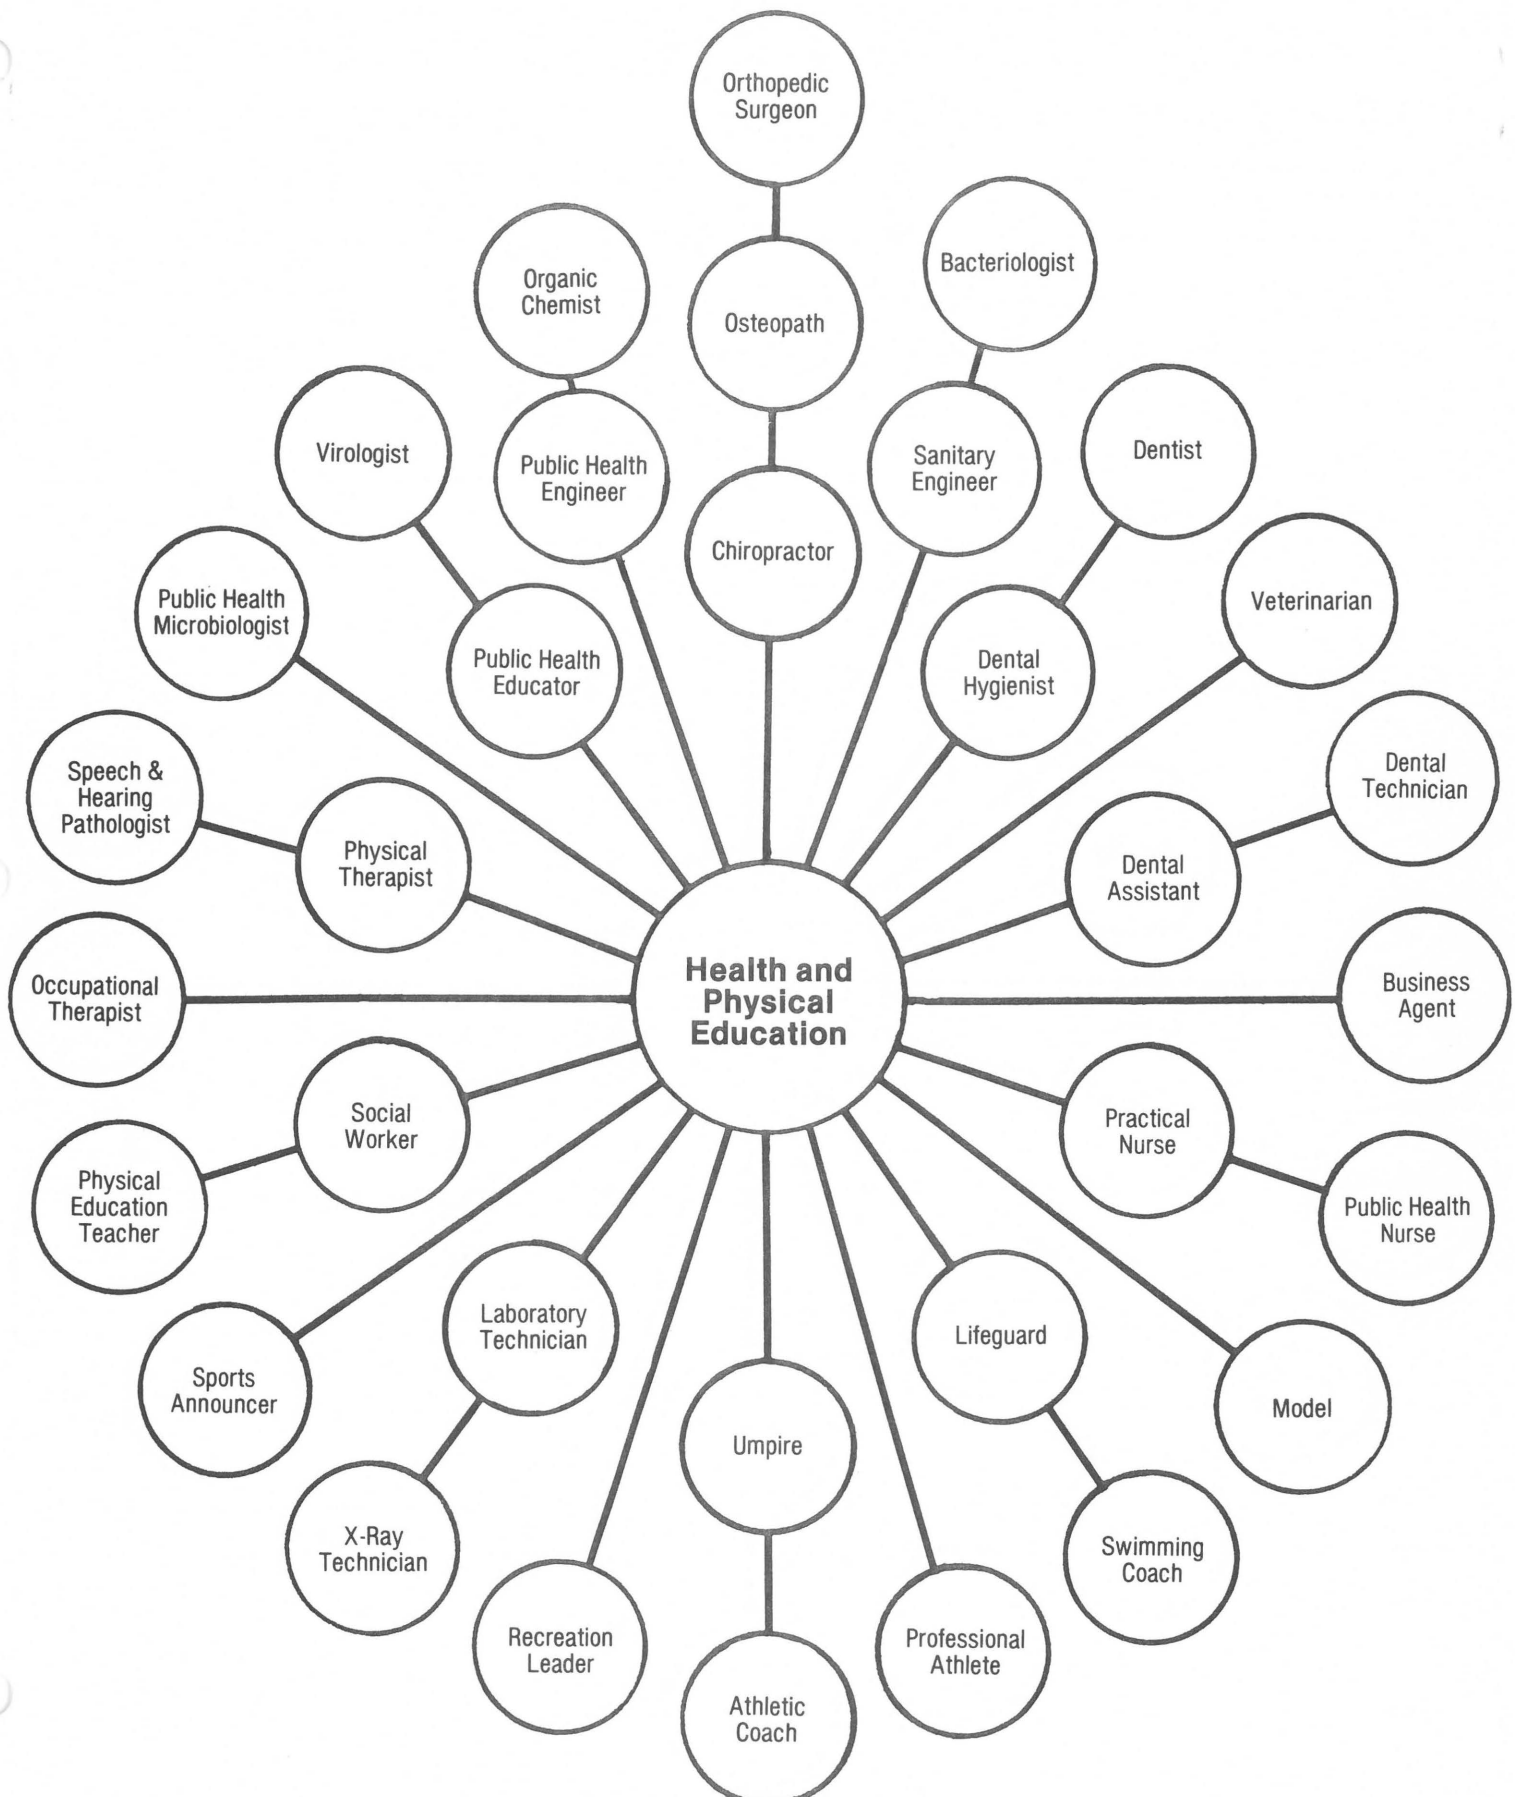 Orthopedic
Surgeon
Bacteriologist
Organic
Chemist
Osteopath
Virologist
Public Health
Engineer
Sanitary
Engineer
Dentist
Chiropractor
Public Health
Microbiologist
Veterinarian
Public Health
Educator
Dental
Hygienist
Speech &
Hearing
Pathologist
Dental
Technician
Physical
Therapist
Dental
Assistant
Occupational
Therapist
Health and
Physical
Education
Business
Agent
Social
Worker
Practical
Nurse
Physical
Education
Teacher
Public Health
Nurse
Laboratory
Technician
Lifeguard
Sports
Announcer
Model
Umpire
X-Ray
Technician
Swimming
Coach
Recreation
Leader
Professional
Athlete
Athletic
Coach